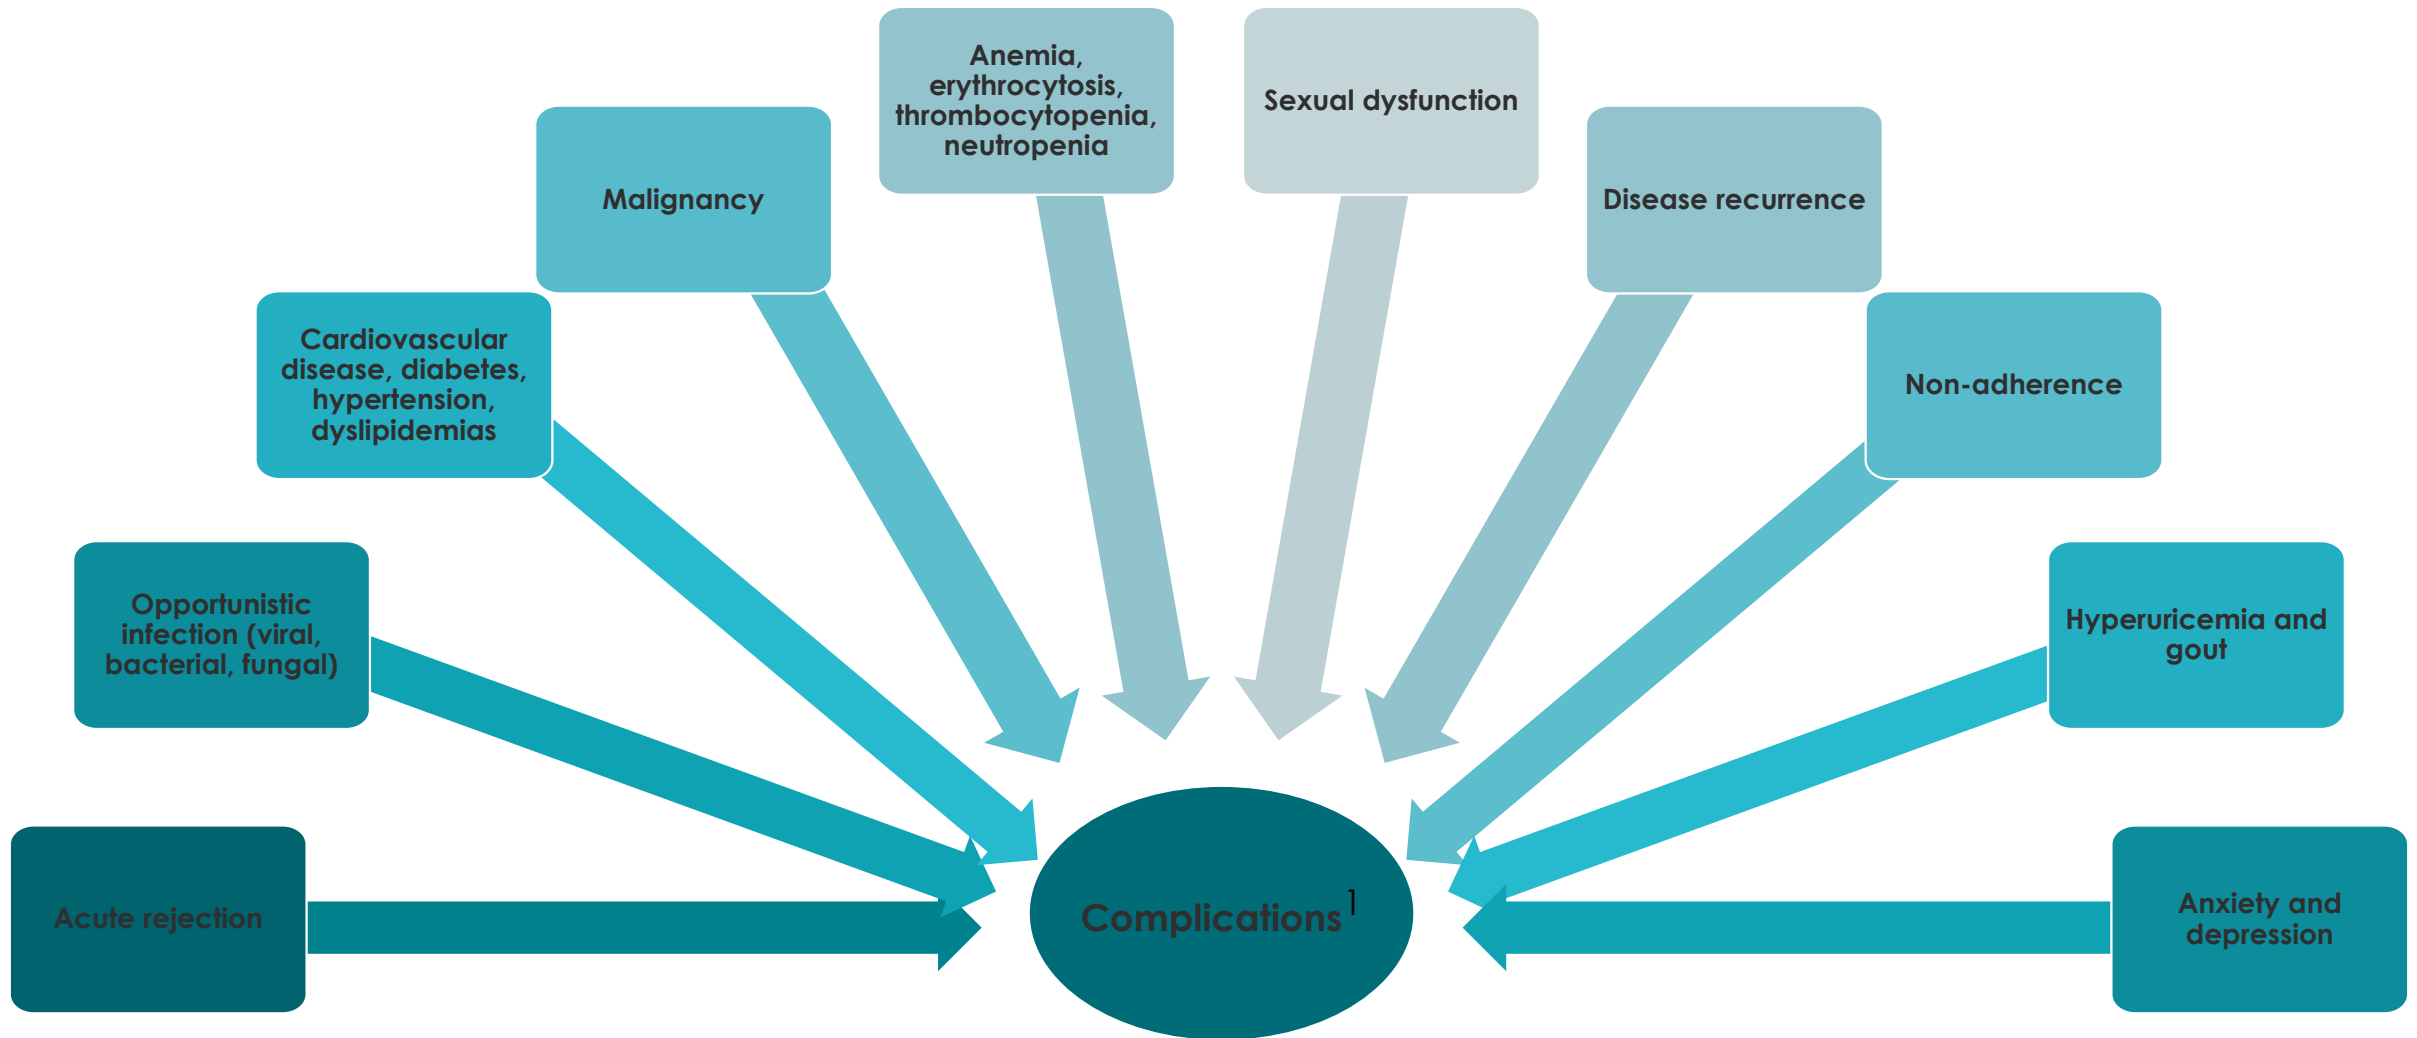 Anemia,
erythrocytosis,
thrombocytopenia,
neutropenia
Sexual dysfunction
Malignancy
Disease recurrence
Cardiovascular
disease, diabetes,
hypertension,
dyslipidemias
Non-adherence
Opportunistic
infection (viral,
bacterial, fungal)
Hyperuricemia and
gout
Acute rejection
Complications1
Anxiety and
depression